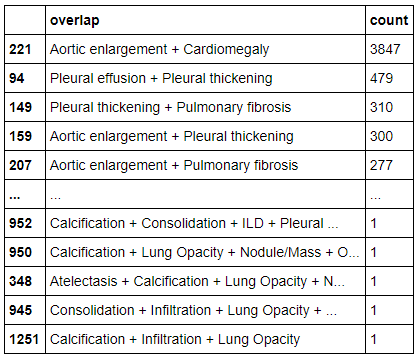 overlap count
221 Aortic enlargement + Cardiomegaly 3847
94 Pleural effusion + Pleural thickening 479
149 Pleural thickening + Pulmonary fibrosis 310
159 Aortic enlargement + Pleural thickening 300
207 Aortic enlargement + Pulmonary fibrosis 277
... ... ...
952 Calcification + Consolidation + ILD + Pleural ... 1
950 Calcification + Lung Opacity + Nodule/Mass + O... 1
348 Atelectasis + Calcification + Lung Opacity + N... 1
945 Consolidation + Infiltration + Lung Opacity + ... 1
1251 Calcification + Infiltration + Lung Opacity 1